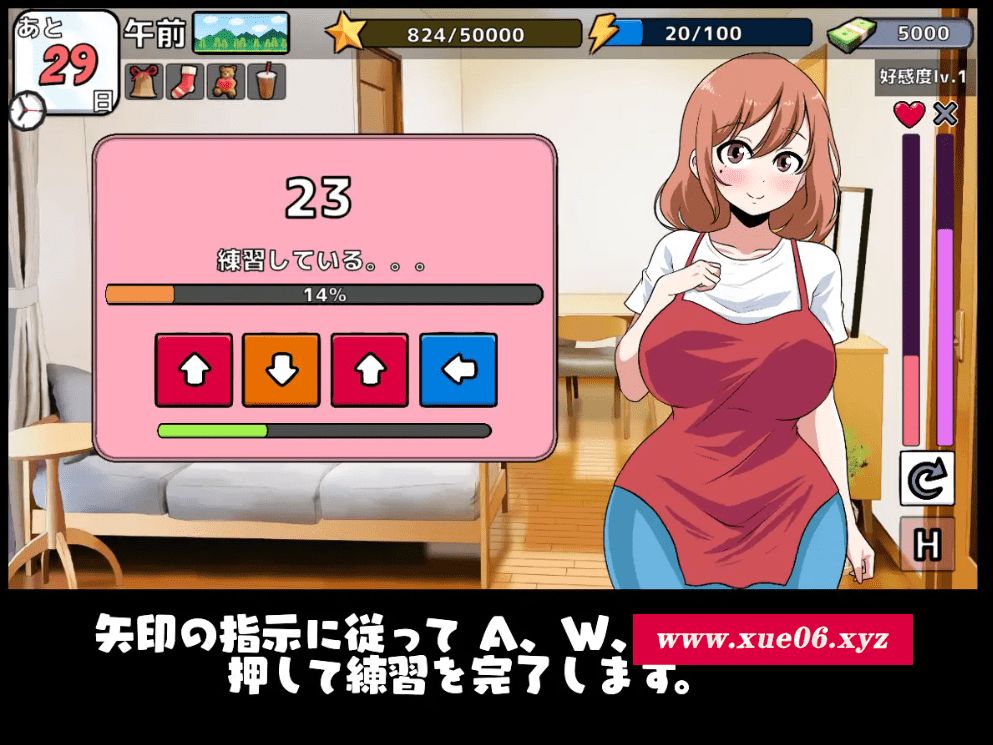 あと
29
日
午前
824/50000
20/100
5000
好感度lv.1
23
練習している。。。
14%
H
矢印の指示に従って A、W、
www.xue06.xyz
押して練習を完了します。